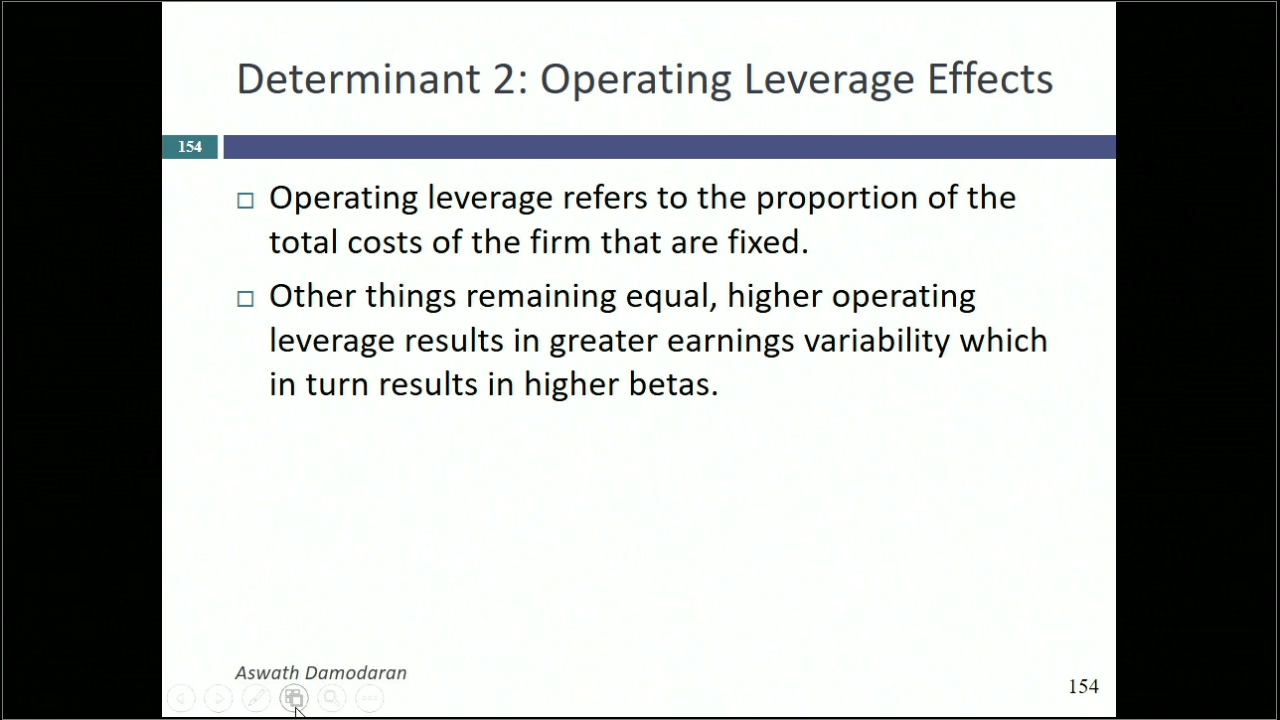 Determinant 2: Operating Leverage Effects
154
Operating leverage refers to the proportion of the
total costs of the firm that are fixed.
Other things remaining equal, higher operating
leverage results in greater earnings variability which
in turn results in higher betas.
Aswath Damodaran
154